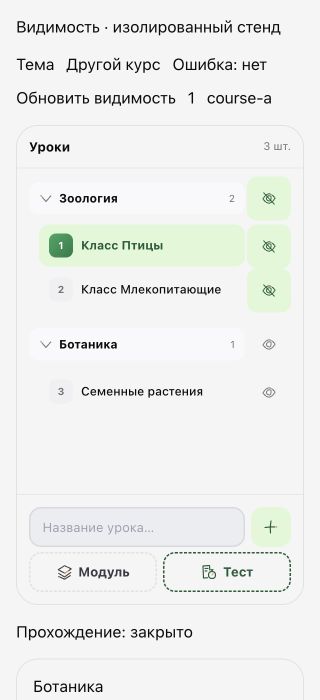 Видимость · изолированный стенд
Тема Другой курс Ошибка: нет
Обновить видимость 1 course-a
Уроки 3 шт.
Зоология 2
1 Класс Птицы
2 Класс Млекопитающие
Ботаника 1
3 Семенные растения
Название урока...
Модуль Тест
Прохождение: закрыто
Ботаника